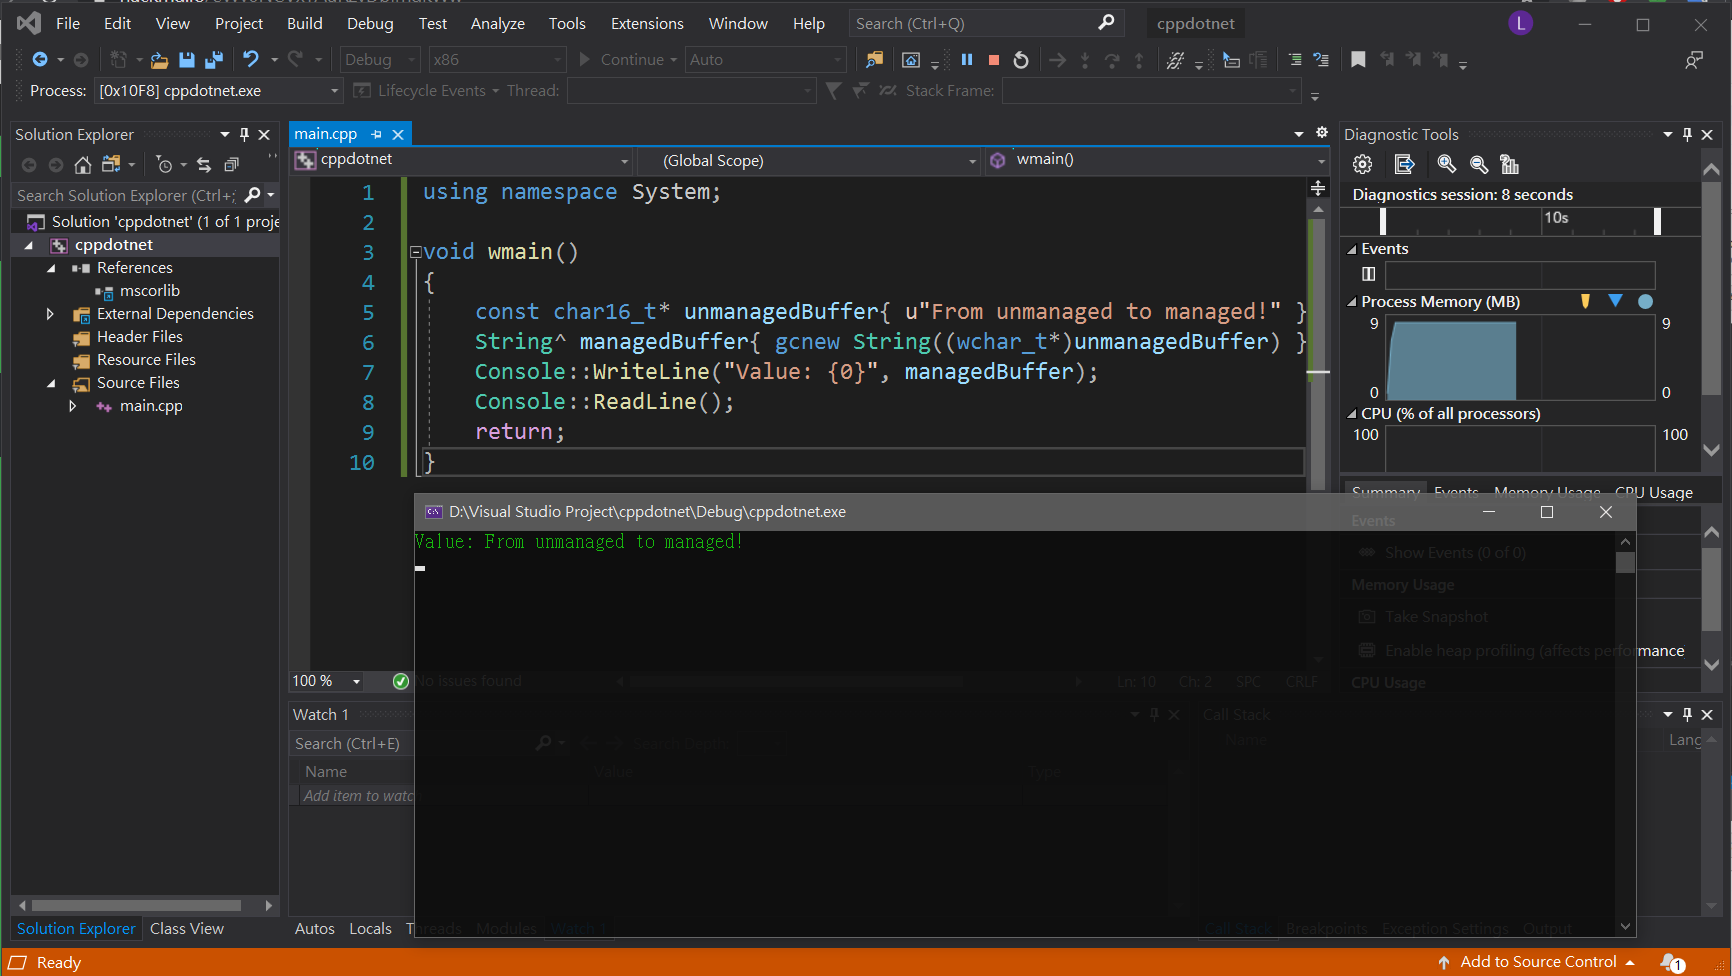 File Edit View Project Build Debug Test Analyze Tools Extensions Window Help Search (Ctrl+Q) cppdotnet L
Debug x86 Continue Auto
Process: [0x10F8] cppdotnet.exe Lifecycle Events Thread: Stack Frame:
Solution Explorer
Search Solution Explorer (Ctrl+;
Solution 'cppdotnet' (1 of 1 proje
cppdotnet
References
mscorlib
External Dependencies
Header Files
Resource Files
Source Files
main.cpp
Solution Explorer Class View
main.cpp
cppdotnet (Global Scope) wmain()
1 using namespace System;
2
3 void wmain()
4 {
5 const char16_t* unmanagedBuffer{ u"From unmanaged to managed!" }
6 String^ managedBuffer{ gcnew String((wchar_t*)unmanagedBuffer) }
7 Console::WriteLine("Value: {0}", managedBuffer);
8 Console::ReadLine();
9 return;
10 }
100 % No issues found Ln: 10 Ch: 2 SPC CRLF
Diagnostic Tools
Diagnostics session: 8 seconds
10s
Events
Process Memory (MB)
9 9
0 0
CPU (% of all processors)
100 100
Summary Events Memory Usage CPU Usage
Events
Show Events (0 of 0)
Memory Usage
Take Snapshot
Enable heap profiling (affects performance
CPU Usage
D:\Visual Studio Project\cppdotnet\Debug\cppdotnet.exe
Value: From unmanaged to managed!
Watch 1
Search (Ctrl+E) Search Depth:
Name Value Type
Add item to watc
Autos Locals Threads Modules Watch 1
Call Stack
Name Lang
Call Stack Breakpoints Exception Settings Output
Ready Add to Source Control 1